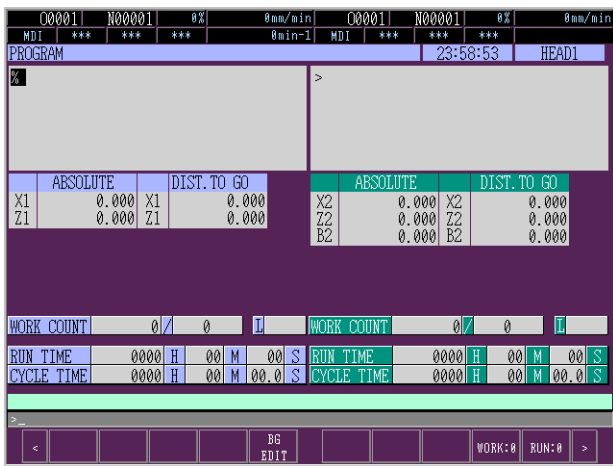 O0001 N00001 0% 0mm/min O0001 N00001 0% 0mm/min
MDI *** *** *** 0min-1 MDI *** *** ***
PROGRAM 23:58:53 HEAD1
% >
ABSOLUTE DIST.TO GO ABSOLUTE DIST.TO GO
X1 0.000 X1 0.000 X2 0.000 X2 0.000
Z1 0.000 Z1 0.000 Z2 0.000 Z2 0.000
B2 0.000 B2 0.000
WORK COUNT 0 / 0 L WORK COUNT 0 / 0 L
RUN TIME 0000 H 00 M 00 S RUN TIME 0000 H 00 M 00 S
CYCLE TIME 0000 H 00 M 00.0 S CYCLE TIME 0000 H 00 M 00.0 S
>_
< BG EDIT WORK:0 RUN:0 >